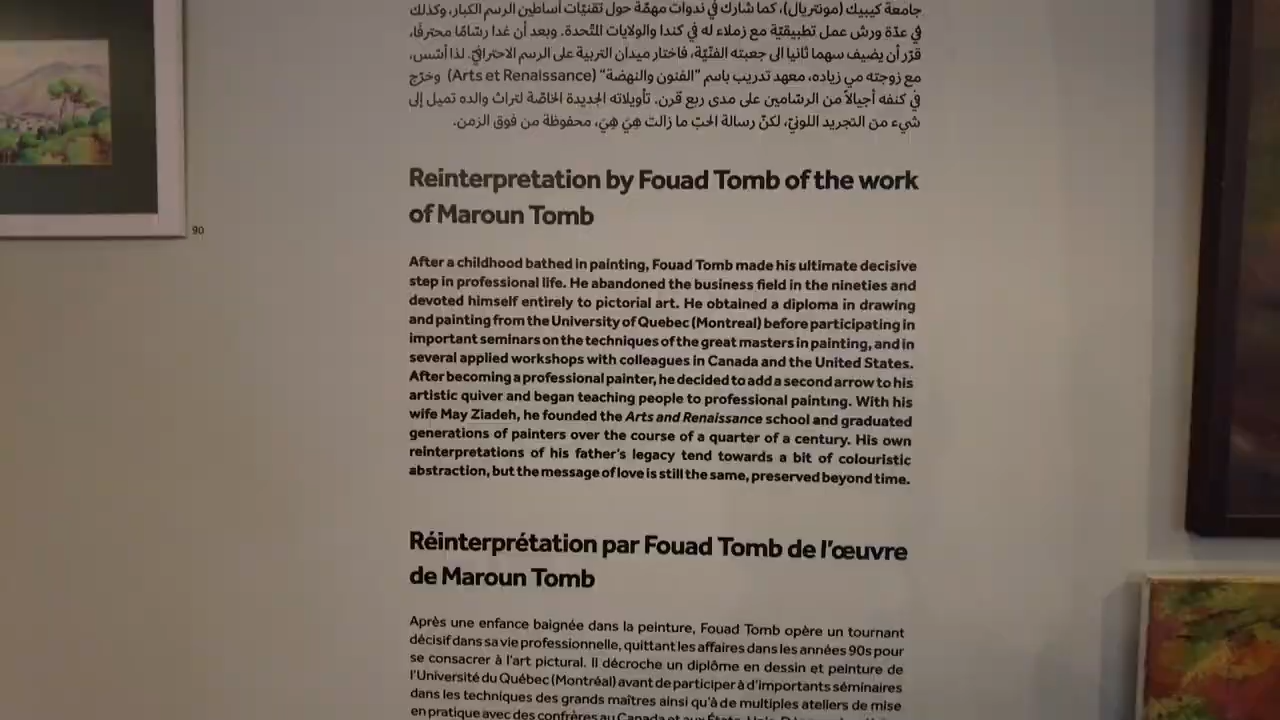 جامعة كيبيك (مونتريال)، كما شارك في ندوات مهمّة حول تقنيّات أساطين الرسم الكبار، وكذلك
في عدّة ورش عمل تطبيقيّة مع زملاء له في كندا والولايات المتّحدة. وبعد أن غدا رسّامًا محترفًا،
قرّر أن يضيف سهما ثانيا الى جعبته الفنّيّة، فاختار ميدان التربية على الرسم الاحترافيّ. لذا أسّس،
مع زوجته مي زياده، معهد تدريب باسم "الفنون والنهضة" (Arts et Renaissance) وخرّج
في كنفه أجيالاً من الرسّامين على مدى ربع قرن. تأويلاته الجديدة الخاصّة لتراث والده تميل إلى
شيء من التجريد اللونيّ، لكنّ رسالة الحبّ ما زالت هِيَ هِيَ، محفوظة من فوق الزمن.
Reinterpretation by Fouad Tomb of the work
of Maroun Tomb
90
After a childhood bathed in painting, Fouad Tomb made his ultimate decisive
step in professional life. He abandoned the business field in the nineties and
devoted himself entirely to pictorial art. He obtained a diploma in drawing
and painting from the University of Quebec (Montreal) before participating in
important seminars on the techniques of the great masters in painting, and in
several applied workshops with colleagues in Canada and the United States.
After becoming a professional painter, he decided to add a second arrow to his
artistic quiver and began teaching people to professional painting. With his
wife May Ziadeh, he founded the Arts and Renaissance school and graduated
generations of painters over the course of a quarter of a century. His own
reinterpretations of his father's legacy tend towards a bit of colouristic
abstraction, but the message of love is still the same, preserved beyond time.
Réinterprétation par Fouad Tomb de l'œuvre
de Maroun Tomb
Après une enfance baignée dans la peinture, Fouad Tomb opère un tournant
décisif dans sa vie professionnelle, quittant les affaires dans les années 90s pour
se consacrer à l'art pictural. Il décroche un diplôme en dessin et peinture de
l'Université du Québec (Montréal) avant de participer à d'importants séminaires
dans les techniques des grands maîtres ainsi qu'à de multiples ateliers de mise
en pratique avec des confrères au Canada et aux